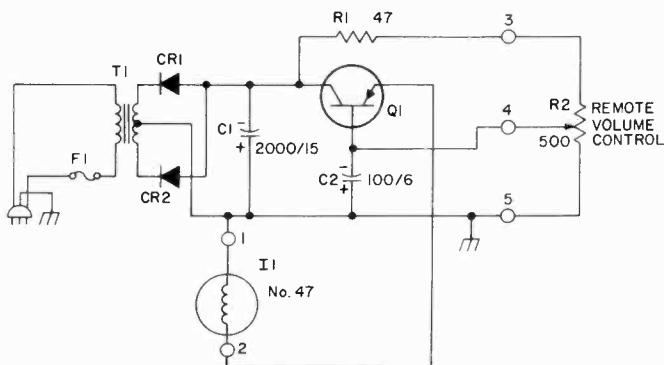 R1 47
3
T1
CR1
Q1
C1
-
+
2000/15
4
R2
500
REMOTE
VOLUME
CONTROL
F1
CR2
C2
-
+
100/6
5
1
I1
No. 47
2